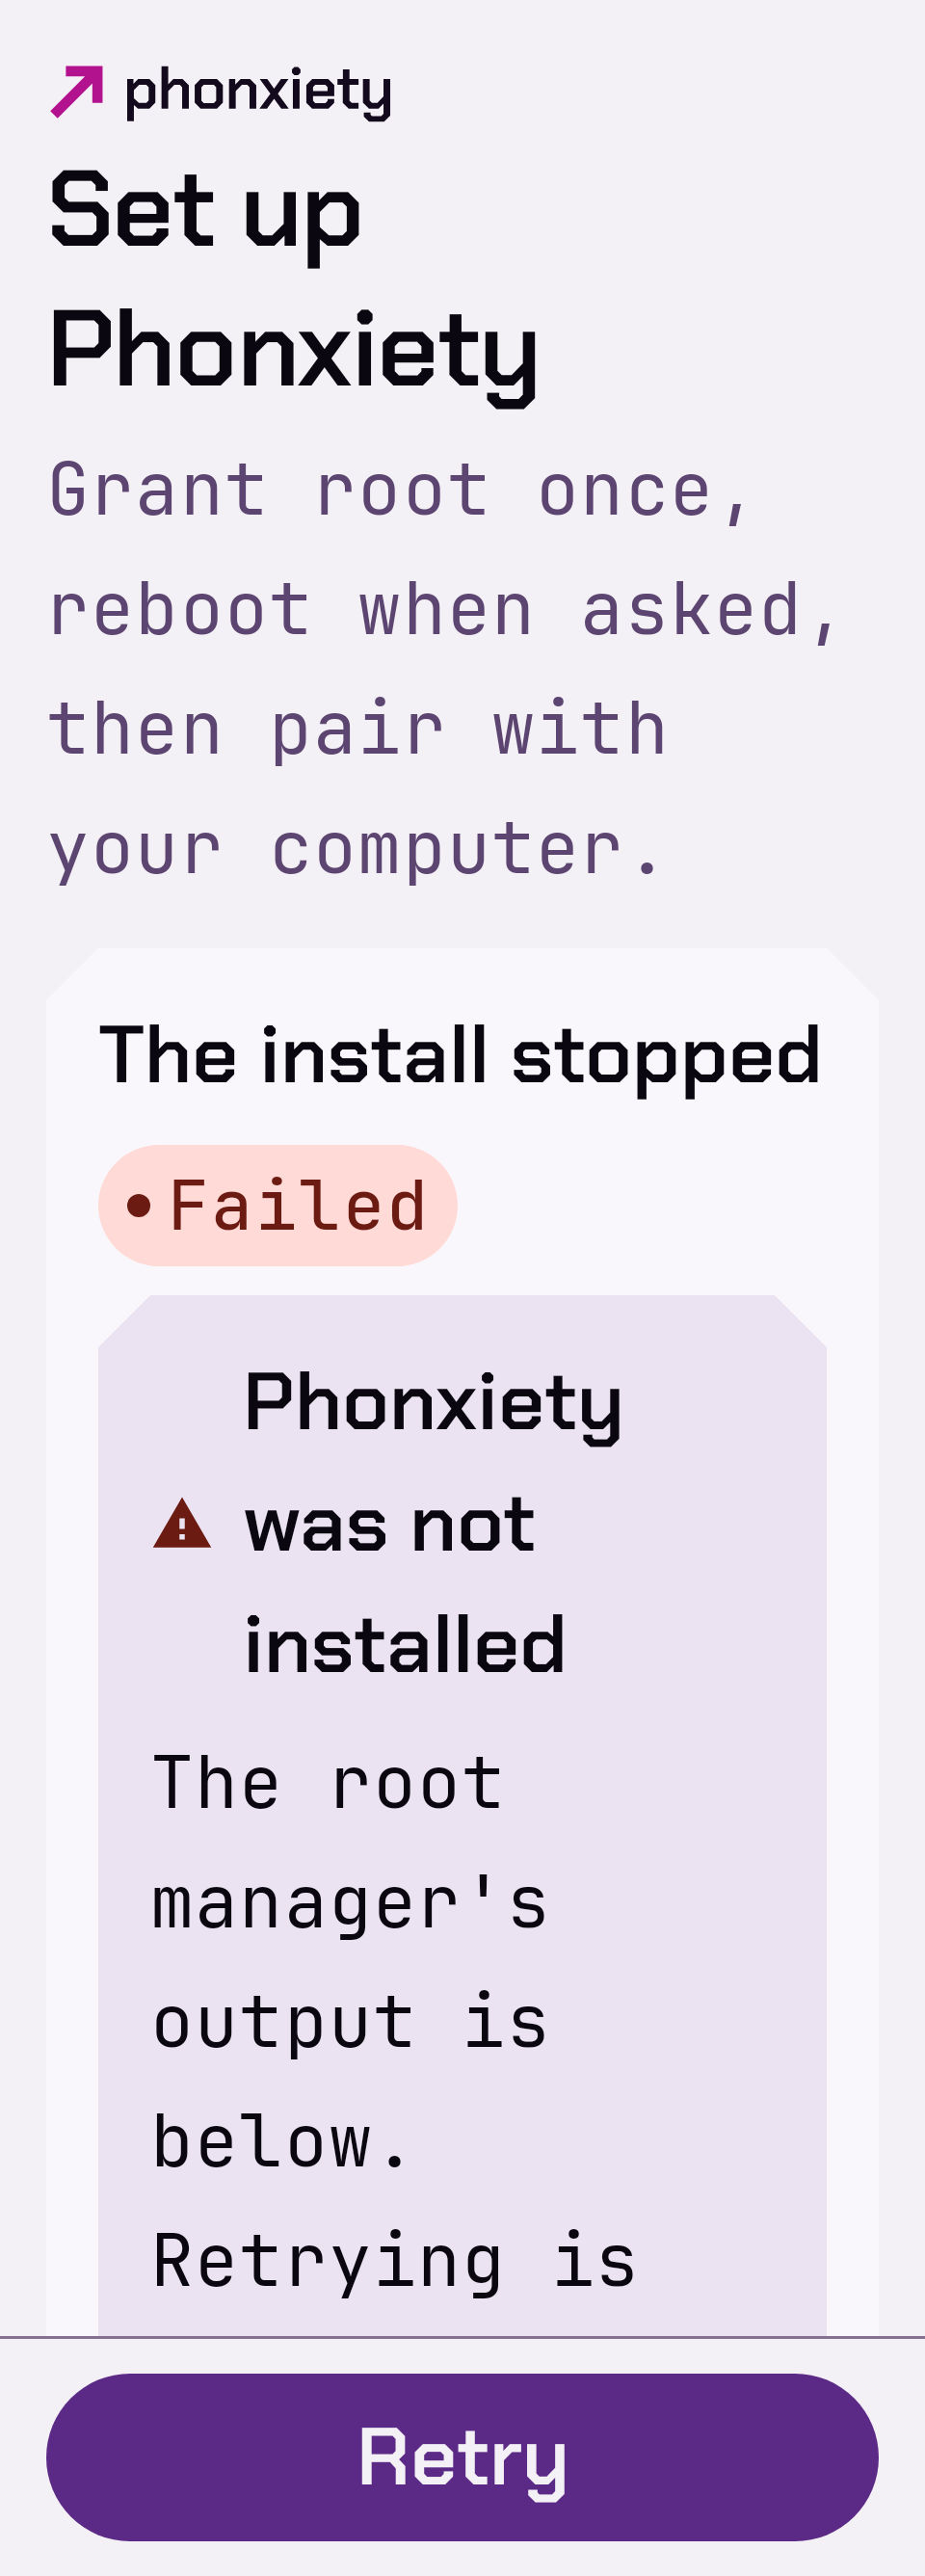 phonxiety
Set up
Phonxiety
Grant root once,
reboot when asked,
then pair with
your computer.
The install stopped
Failed
Phonxiety
was not
installed
The root
manager's
output is
below.
Retrying is
Retry